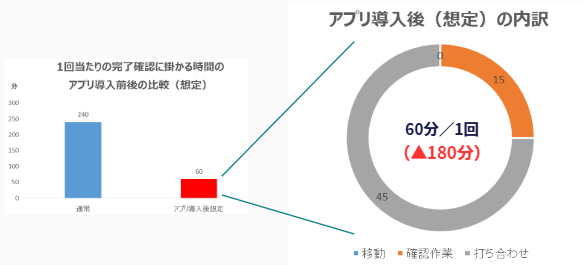 1回当たりの完了確認に掛かる時間の
アプリ導入前後の比較（想定）
分
300
250
200
150
100
50
0
240
60
通常
アプリ導入後想定
アプリ導入後（想定）の内訳
0
15
45
60分／1回
（▲180分）
移動
確認作業
打ち合わせ